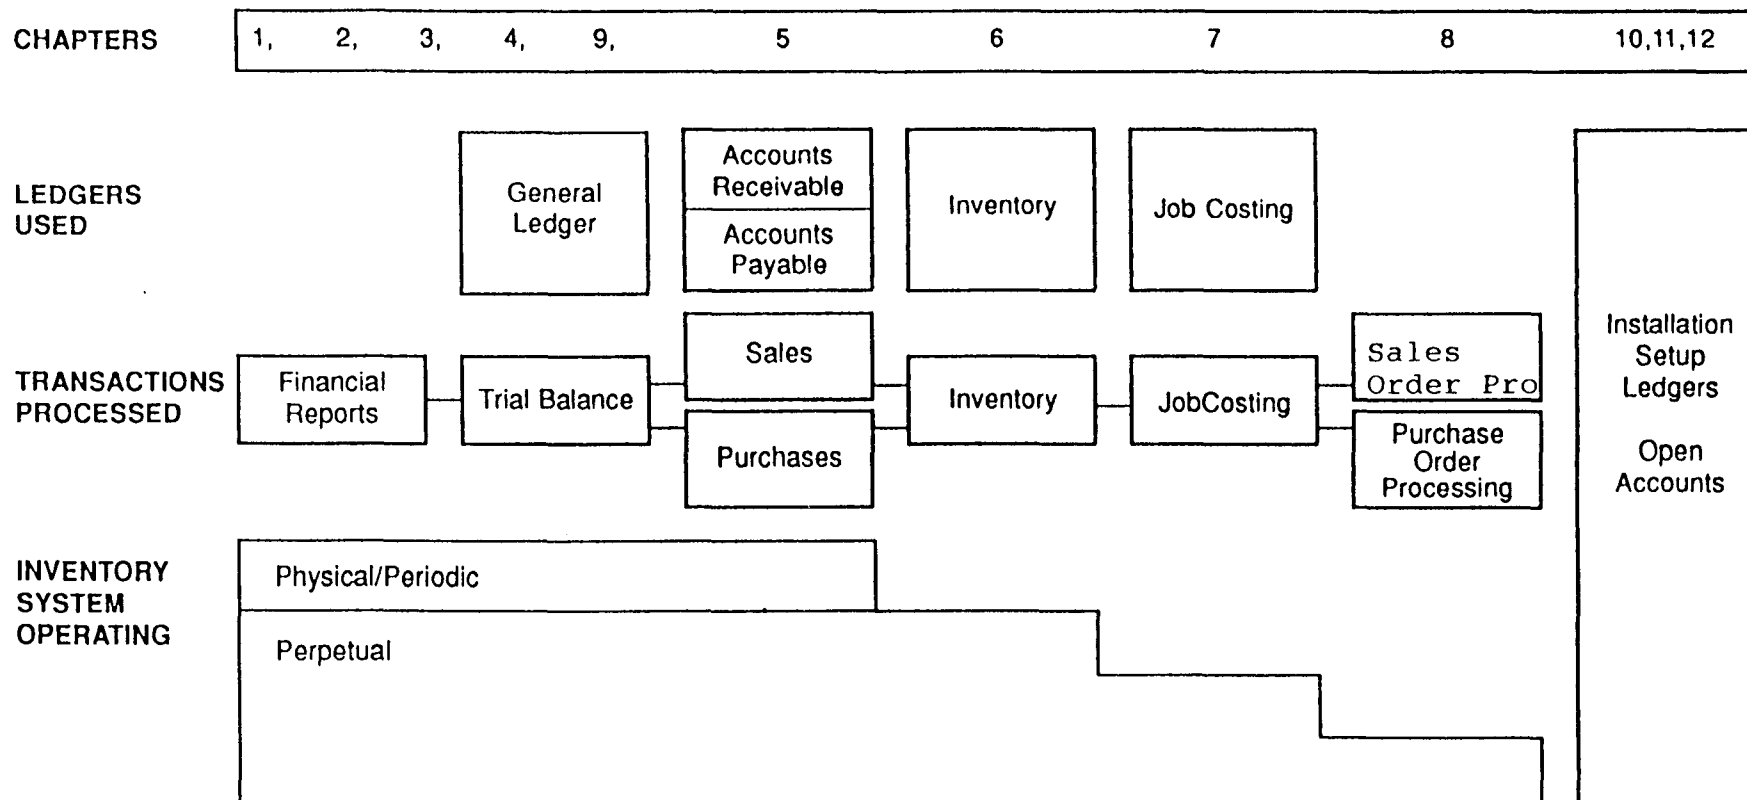 CHAPTERS 1, 2, 3, 4, 9, 5 6 7 8 10,11,12
LEDGERS
USED
General
Ledger
Accounts
Receivable
Accounts
Payable
Inventory
Job Costing
TRANSACTIONS
PROCESSED
Financial
Reports
Trial Balance
Sales
Purchases
Inventory
JobCosting
Sales
Order Pro
Purchase
Order
Processing
Installation
Setup
Ledgers
Open
Accounts
INVENTORY
SYSTEM
OPERATING
Physical/Periodic
Perpetual